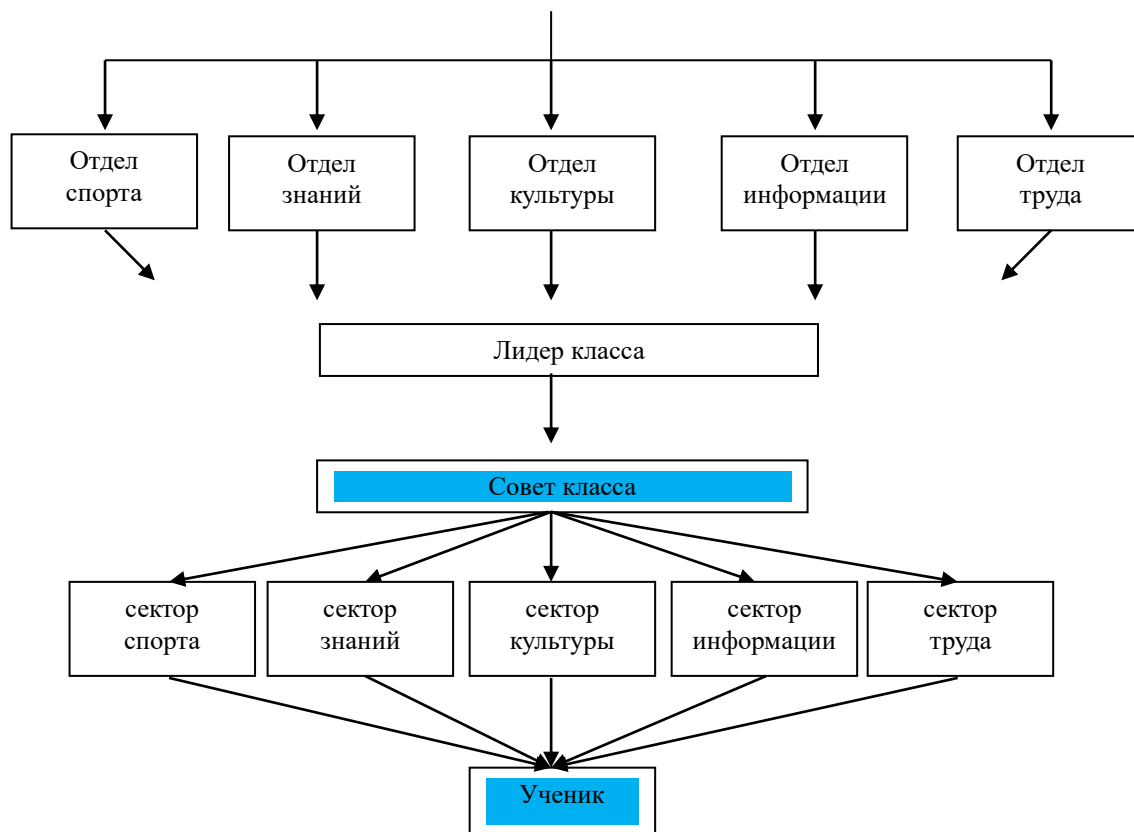 Отдел
спорта
Отдел
знаний
Отдел
культуры
Отдел
информации
Отдел
труда
Лидер класса
Совет класса
сектор
спорта
сектор
знаний
сектор
культуры
сектор
информации
сектор
труда
Ученик